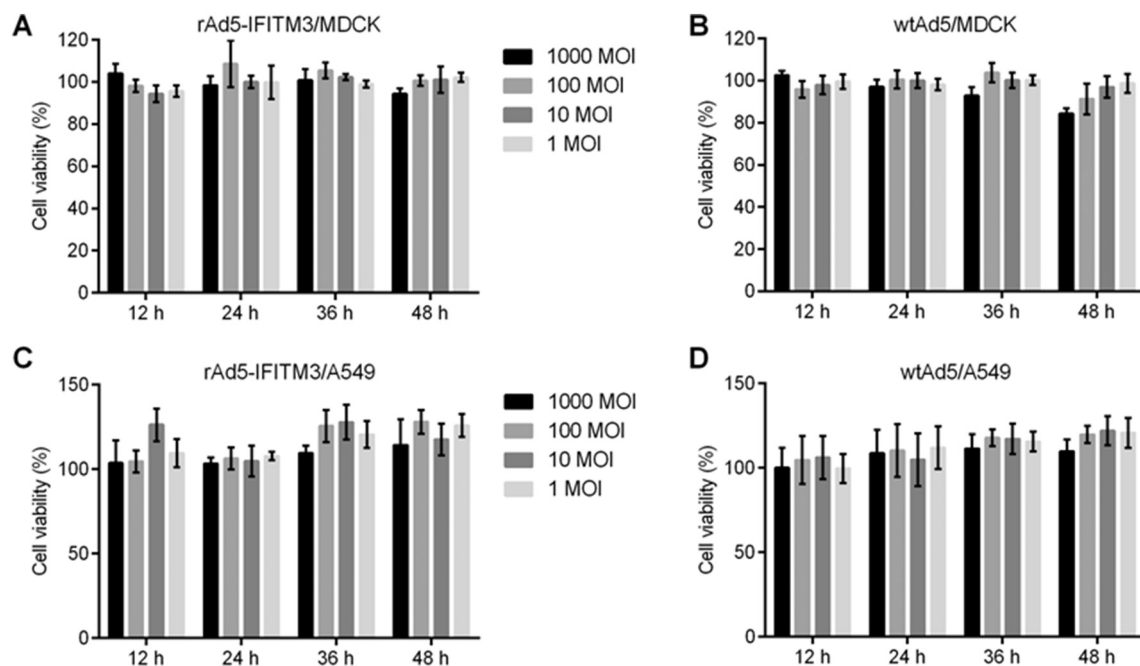 A
rAd5-IFITM3/MDCK
Cell viability (%)
120
100
80
60
40
20
0
12 h 24 h 36 h 48 h
1000 MOI
100 MOI
10 MOI
1 MOI
B
wtAd5/MDCK
Cell viability (%)
120
100
80
60
40
20
0
12 h 24 h 36 h 48 h
C
rAd5-IFITM3/A549
Cell viability (%)
150
100
50
0
12 h 24 h 36 h 48 h
1000 MOI
100 MOI
10 MOI
1 MOI
D
wtAd5/A549
Cell viability (%)
150
100
50
0
12 h 24 h 36 h 48 h